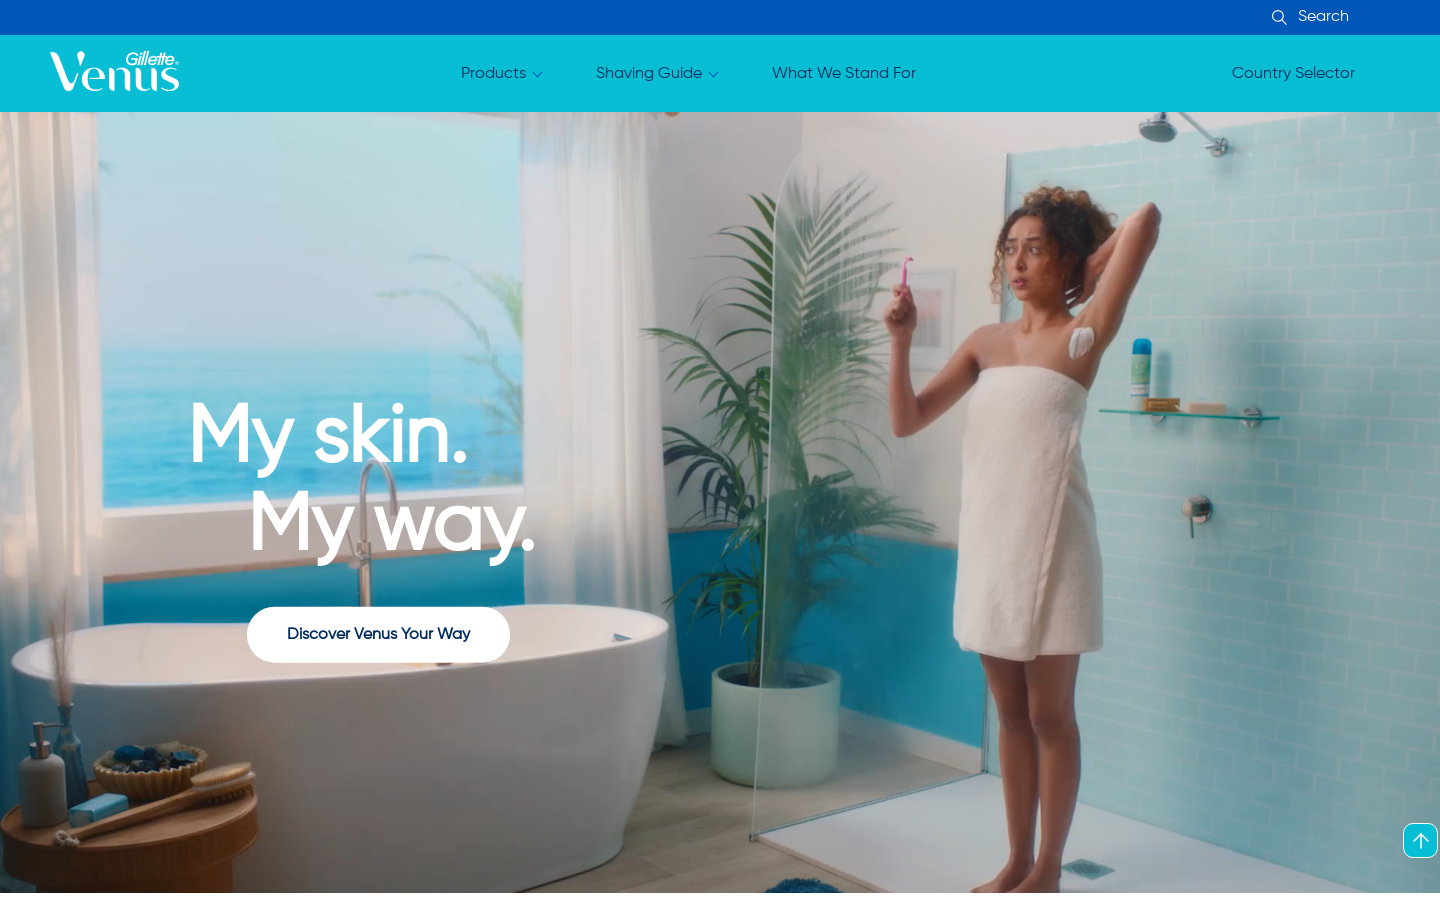 Search
Gillette
Venus
Products
Shaving Guide
What We Stand For
Country Selector
My skin.
My way.
Discover Venus Your Way